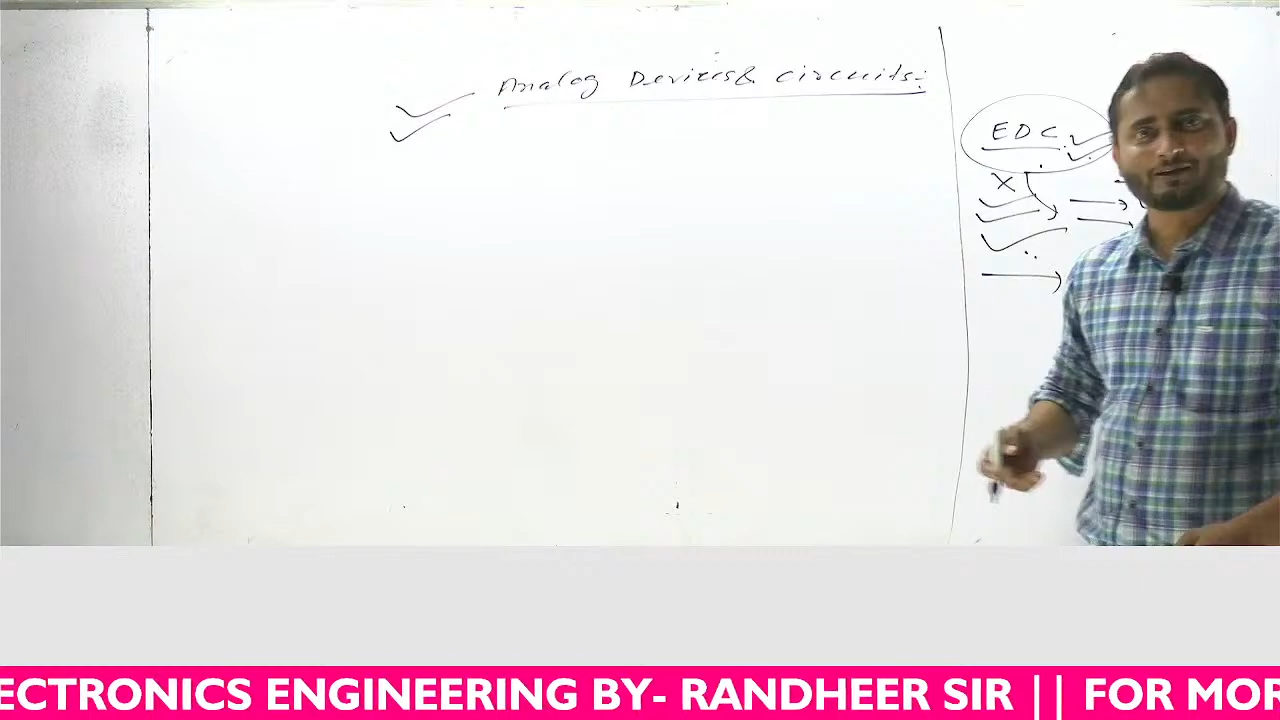 Analog Devices & circuits:
EDC
ECTRONICS ENGINEERING BY- RANDHEER SIR || FOR MOR